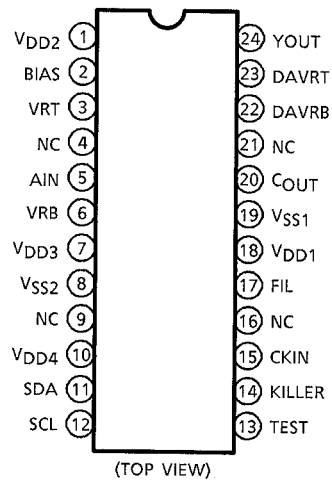 VDD2 1 24 YOUT
BIAS 2 23 DAVRT
VRT 3 22 DAVRB
NC 4 21 NC
AIN 5 20 COUT
VRB 6 19 VSS1
VDD3 7 18 VDD1
VSS2 8 17 FIL
NC 9 16 NC
VDD4 10 15 CKIN
SDA 11 14 KILLER
SCL 12 13 TEST
(TOP VIEW)